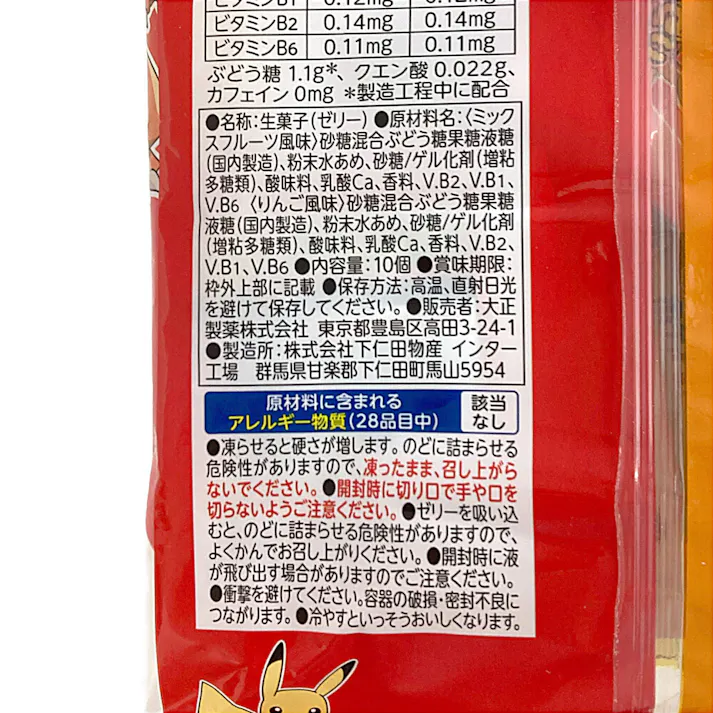 ビタミンB1 0.12mg 0.12mg
ビタミンB2 0.14mg 0.14mg
ビタミンB6 0.11mg 0.11mg
ぶどう糖 1.1g*、クエン酸 0.022g、
カフェイン 0mg *製造工程中に配合
●名称:生菓子(ゼリー) ●原材料名:〈ミック
スフルーツ風味〉砂糖混合ぶどう糖果糖液糖
(国内製造)、粉末水あめ、砂糖/ゲル化剤(増粘
多糖類)、酸味料、乳酸Ca、香料、V.B2、V.B1、
V.B6 〈りんご風味〉砂糖混合ぶどう糖果糖
液糖(国内製造)、粉末水あめ、砂糖/ゲル化剤
(増粘多糖類)、酸味料、乳酸Ca、香料、V.B2、
V.B1、V.B6 ●内容量:10個 ●賞味期限:
枠外上部に記載 ●保存方法:高温、直射日光
を避けて保存してください。●販売者:大正
製薬株式会社 東京都豊島区高田3-24-1
●製造所:株式会社下仁田物産 インター
工場 群馬県甘楽郡下仁田町馬山5954
原材料に含まれる
アレルギー物質(28品目中)
該当
なし
●凍らせると硬さが増します。のどに詰まらせる
危険性がありますので、凍ったまま、召し上がら
ないでください。●開封時に切り口で手や口を
切らないようご注意ください。●ゼリーを吸い込
むと、のどに詰まらせる危険性がありますので、
よくかんでお召し上がりください。●開封時に液
が飛び出す場合がありますのでご注意ください。
●衝撃を避けてください。容器の破損・密封不良に
つながります。●冷やすといっそうおいしくなります。